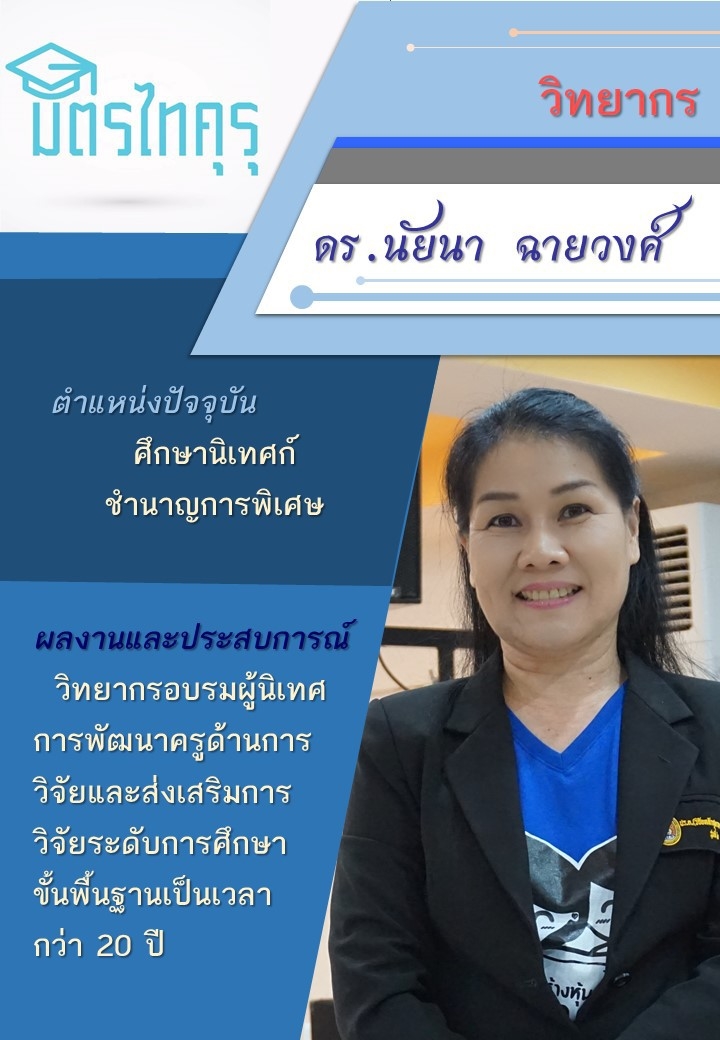 มิตรไทคุรุ
วิทยากร
ดร.นัยนา ฉายวงศ์
ตำแหน่งปัจจุบัน
ศึกษานิเทศก์
ชำนาญการพิเศษ
ผลงานและประสบการณ์
วิทยากรอบรมผู้นิเทศ
การพัฒนาครูด้านการ
วิจัยและส่งเสริมการ
วิจัยระดับการศึกษา
ขั้นพื้นฐานเป็นเวลา
กว่า 20 ปี